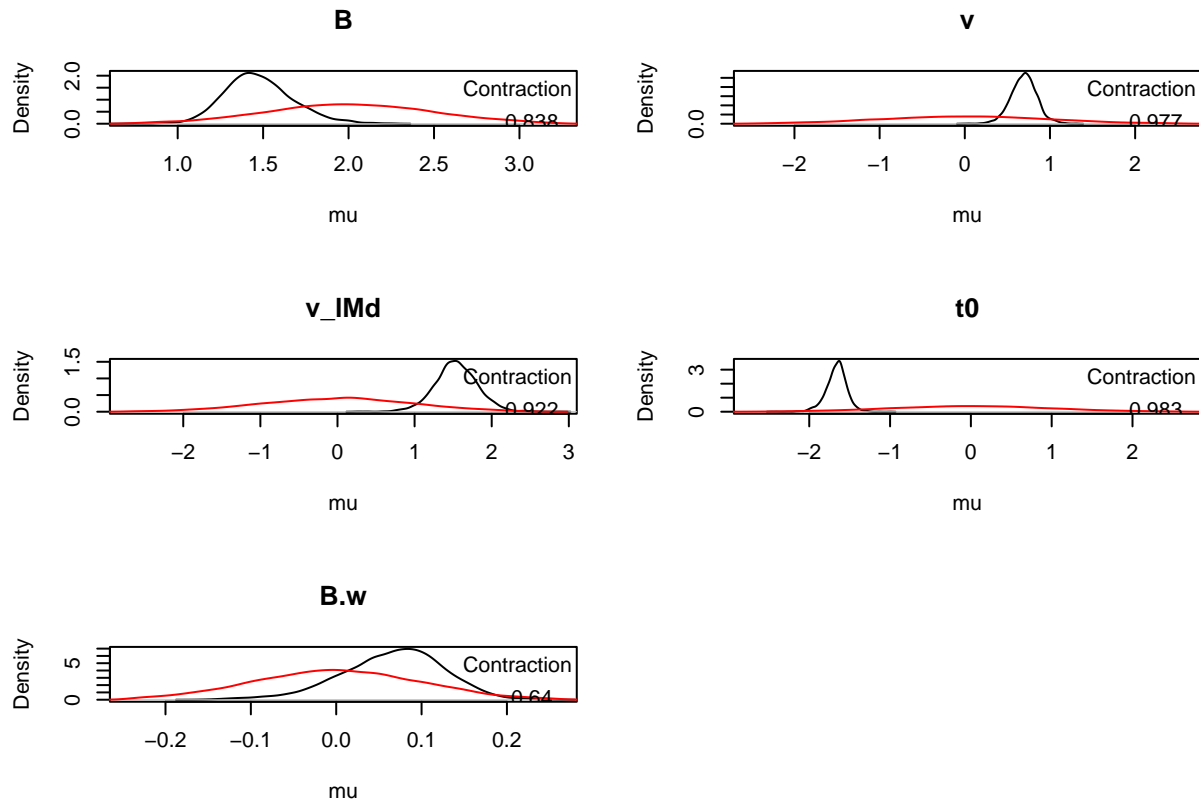 B
Density
0.0 2.0
Contraction
0.838
1.0 1.5 2.0 2.5 3.0
mu
v
Density
0.0
Contraction
0.977
−2 −1 0 1 2
mu
v_lMd
Density
0.0 1.5
Contraction
0.922
−2 −1 0 1 2 3
mu
t0
Density
0 3
Contraction
0.983
−2 −1 0 1 2
mu
B.w
Density
0 5
Contraction
0.64
−0.2 −0.1 0.0 0.1 0.2
mu